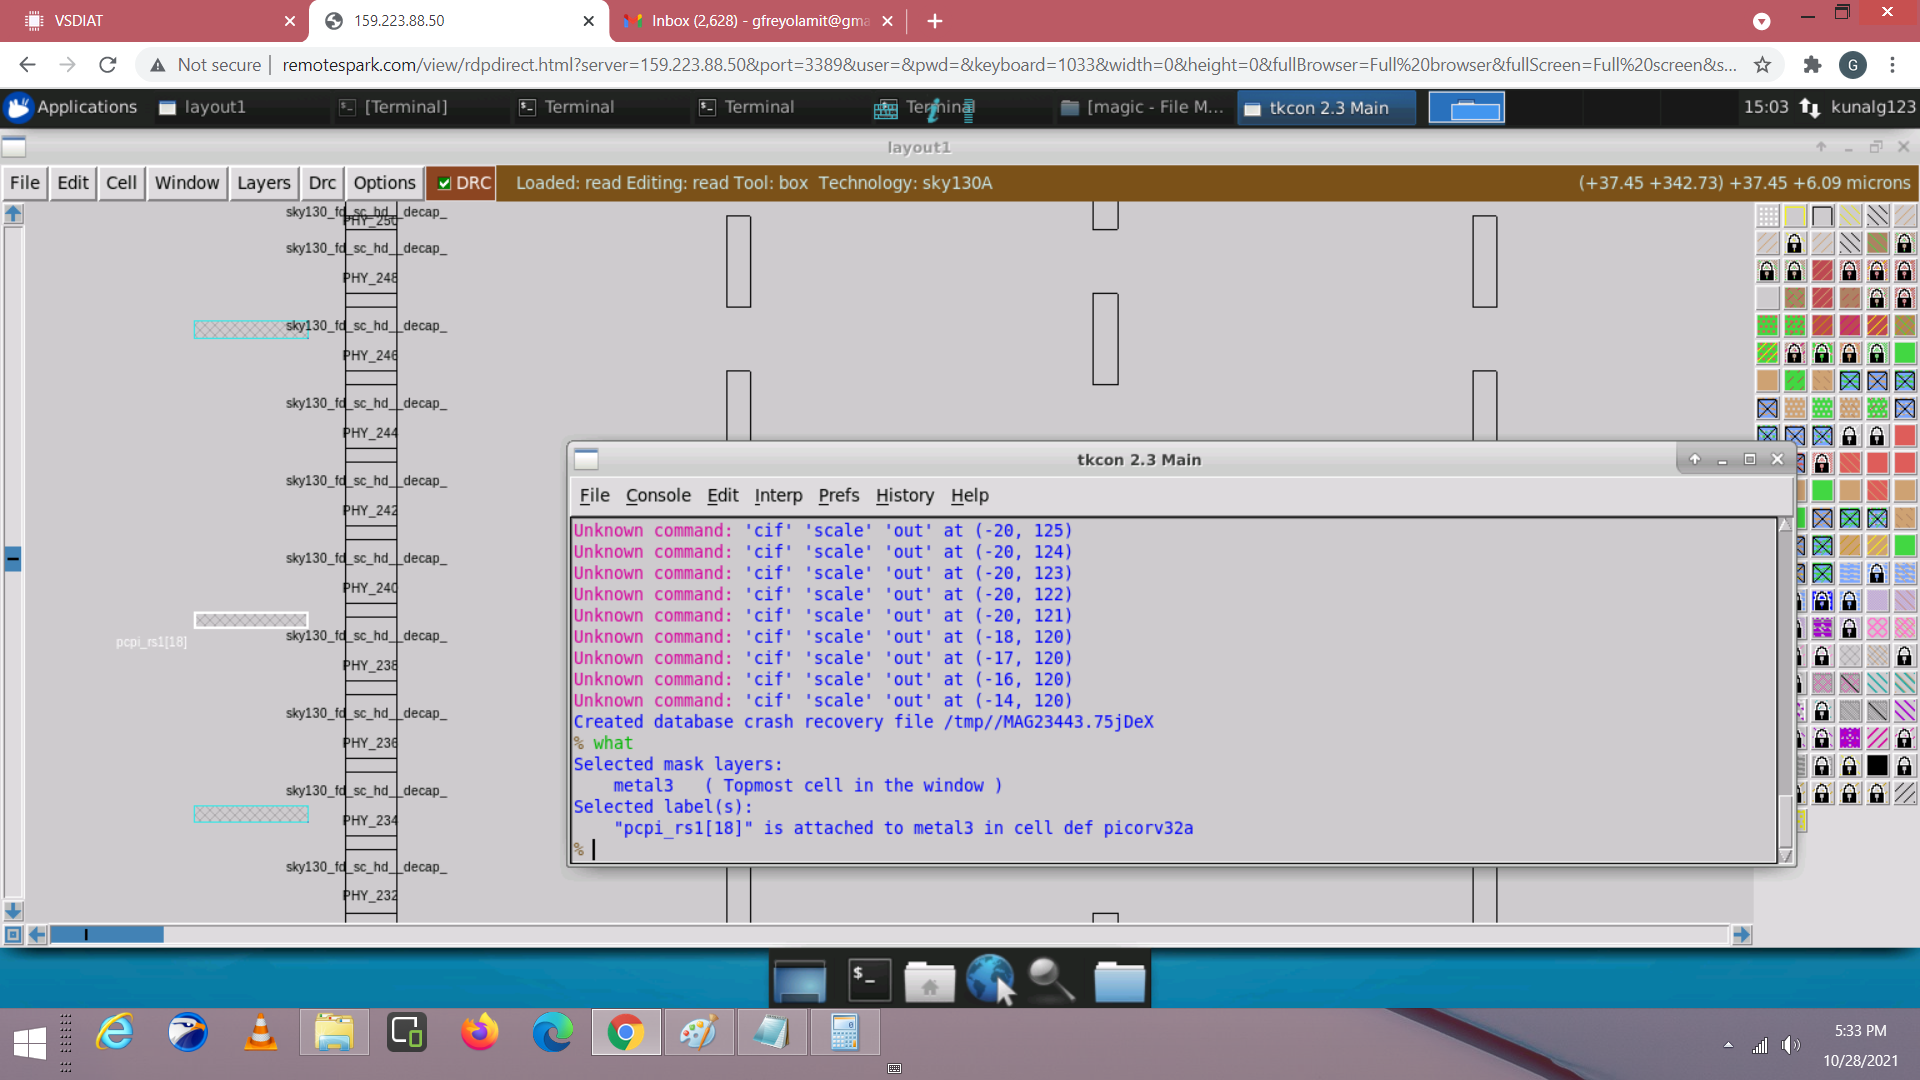 VSDIAT
159.223.88.50
Inbox (2,628) - gfreyolamit@gma
Not secure
remotespark.com/view/rdpdirect.html?server=159.223.88.50&port=3389&user=&pwd=&keyboard=1033&width=0&height=0&fullBrowser=Full%20browser&fullScreen=Full%20screen&s...
G
Applications
layout1
[Terminal]
Terminal
Terminal
Terminal
[magic - File M...
tkcon 2.3 Main
15:03
kunalg123
layout1
File Edit Cell Window Layers Drc Options DRC
Loaded: read Editing: read Tool: box Technology: sky130A
(+37.45 +342.73) +37.45 +6.09 microns
sky130_fd_sc_hd__decap_
PHY_250
sky130_fd_sc_hd__decap_
PHY_248
sky130_fd_sc_hd__decap_
PHY_246
sky130_fd_sc_hd__decap_
PHY_244
sky130_fd_sc_hd__decap_
PHY_242
sky130_fd_sc_hd__decap_
PHY_240
sky130_fd_sc_hd__decap_
pcpi_rs1[18]
PHY_238
sky130_fd_sc_hd__decap_
PHY_236
sky130_fd_sc_hd__decap_
PHY_234
sky130_fd_sc_hd__decap_
PHY_232
tkcon 2.3 Main
File Console Edit Interp Prefs History Help
Unknown command: 'cif' 'scale' 'out' at (-20, 125)
Unknown command: 'cif' 'scale' 'out' at (-20, 124)
Unknown command: 'cif' 'scale' 'out' at (-20, 123)
Unknown command: 'cif' 'scale' 'out' at (-20, 122)
Unknown command: 'cif' 'scale' 'out' at (-20, 121)
Unknown command: 'cif' 'scale' 'out' at (-18, 120)
Unknown command: 'cif' 'scale' 'out' at (-17, 120)
Unknown command: 'cif' 'scale' 'out' at (-16, 120)
Unknown command: 'cif' 'scale' 'out' at (-14, 120)
Created database crash recovery file /tmp//MAG23443.75jDeX
% what
Selected mask layers:
metal3 ( Topmost cell in the window )
Selected label(s):
"pcpi_rs1[18]" is attached to metal3 in cell def picorv32a
%
5:33 PM
10/28/2021